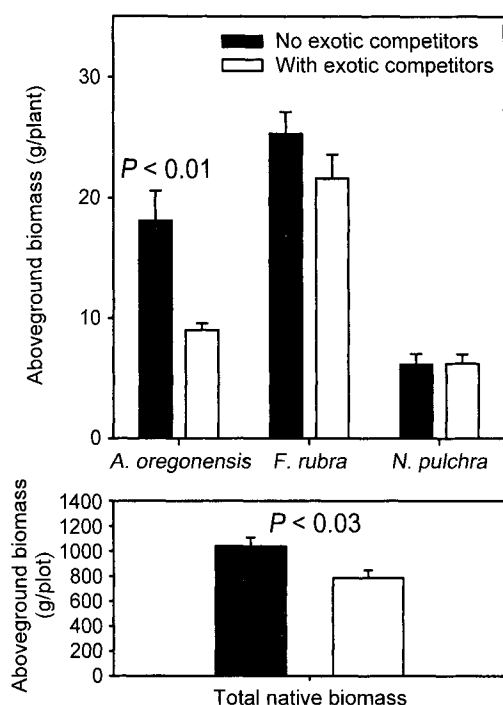 No exotic competitors
With exotic competitors
Aboveground biomass (g/plant)
30
20
10
0
P < 0.01
A. oregonensis F. rubra N. pulchra
Aboveground biomass
(g/plot)
1400
1200
1000
800
600
400
200
0
P < 0.03
Total native biomass